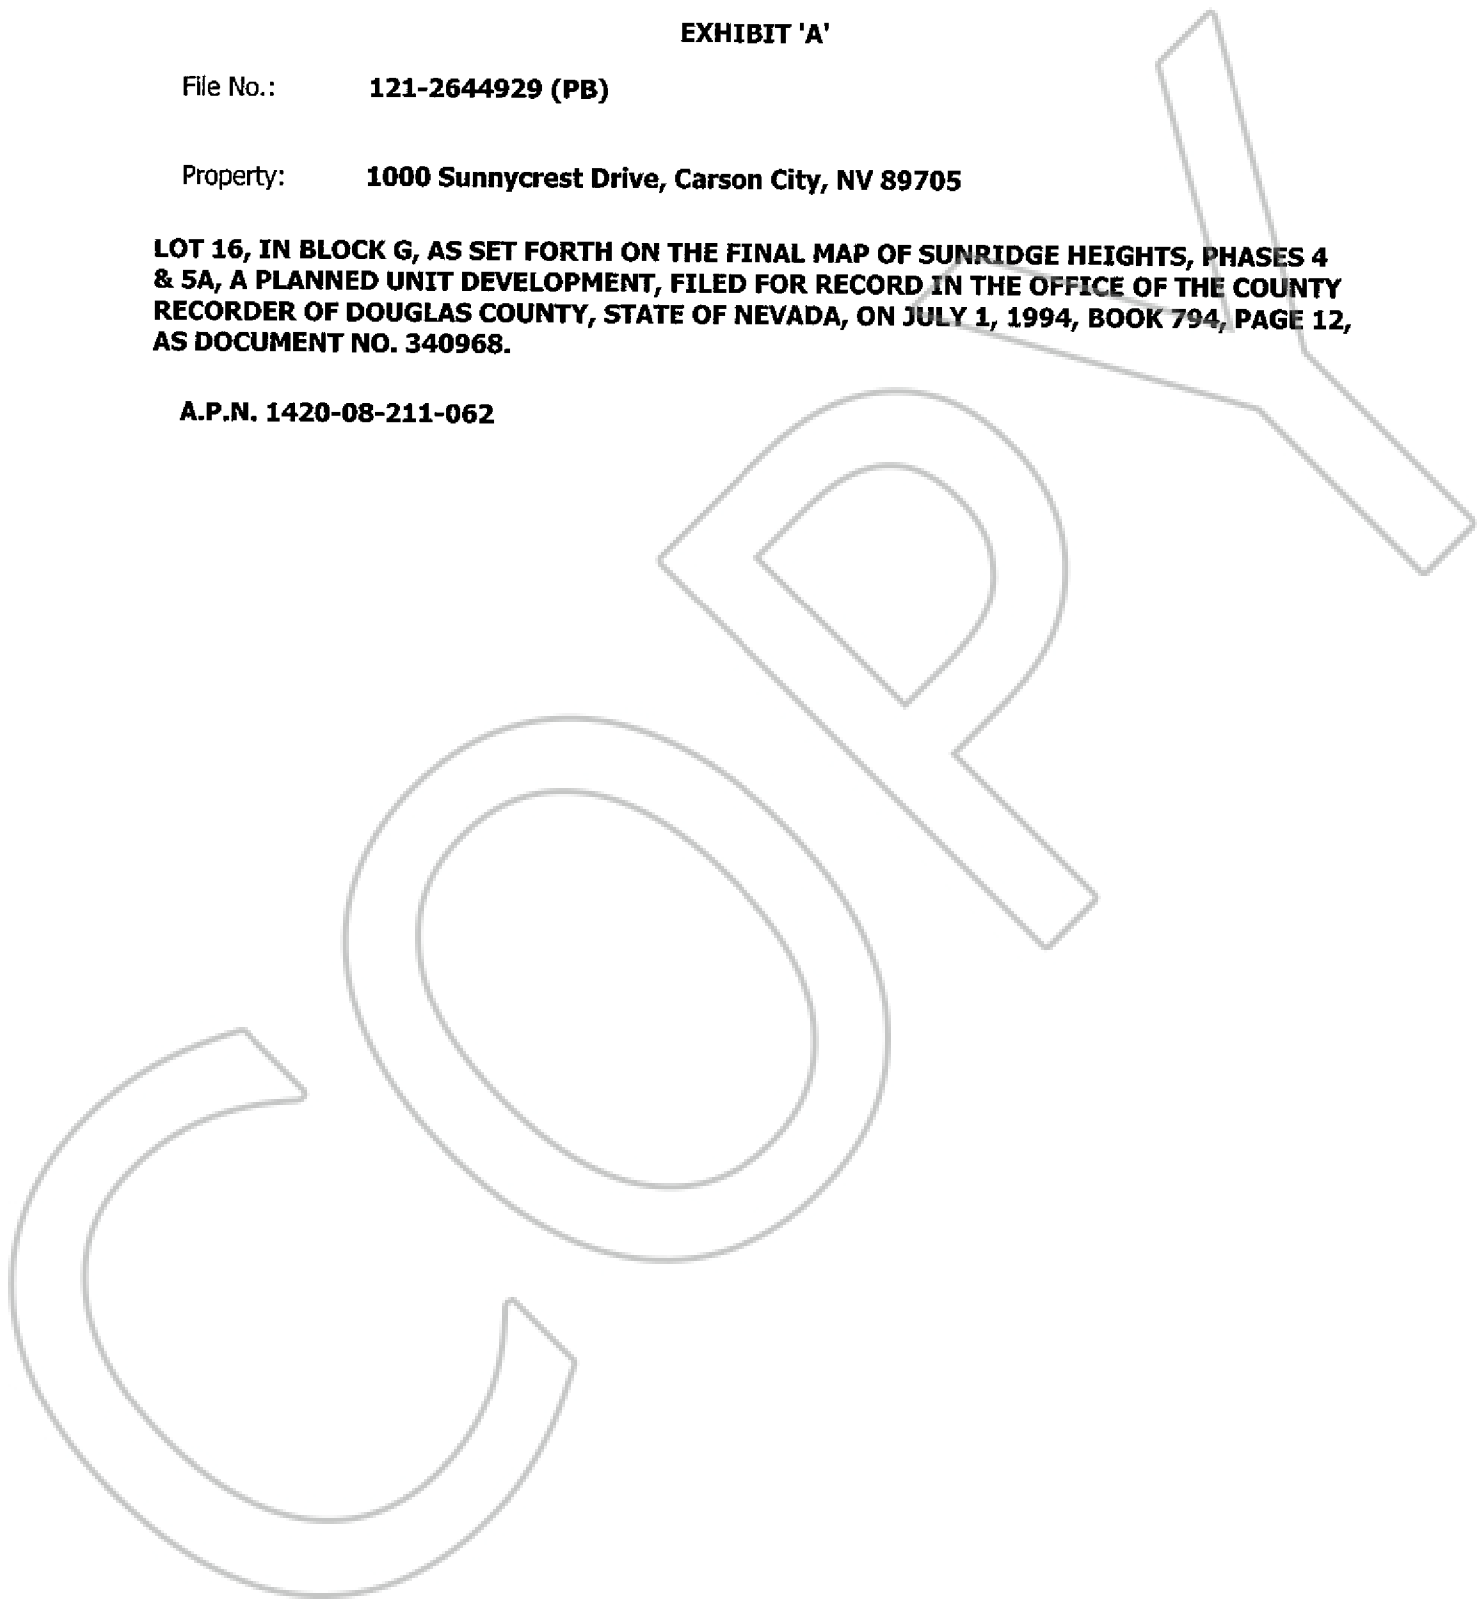 EXHIBIT 'A'
File No.: 121-2644929 (PB)
Property: 1000 Sunnycrest Drive, Carson City, NV 89705
LOT 16, IN BLOCK G, AS SET FORTH ON THE FINAL MAP OF SUNRIDGE HEIGHTS, PHASES 4
& 5A, A PLANNED UNIT DEVELOPMENT, FILED FOR RECORD IN THE OFFICE OF THE COUNTY
RECORDER OF DOUGLAS COUNTY, STATE OF NEVADA, ON JULY 1, 1994, BOOK 794, PAGE 12,
AS DOCUMENT NO. 340968.
A.P.N. 1420-08-211-062
COPY